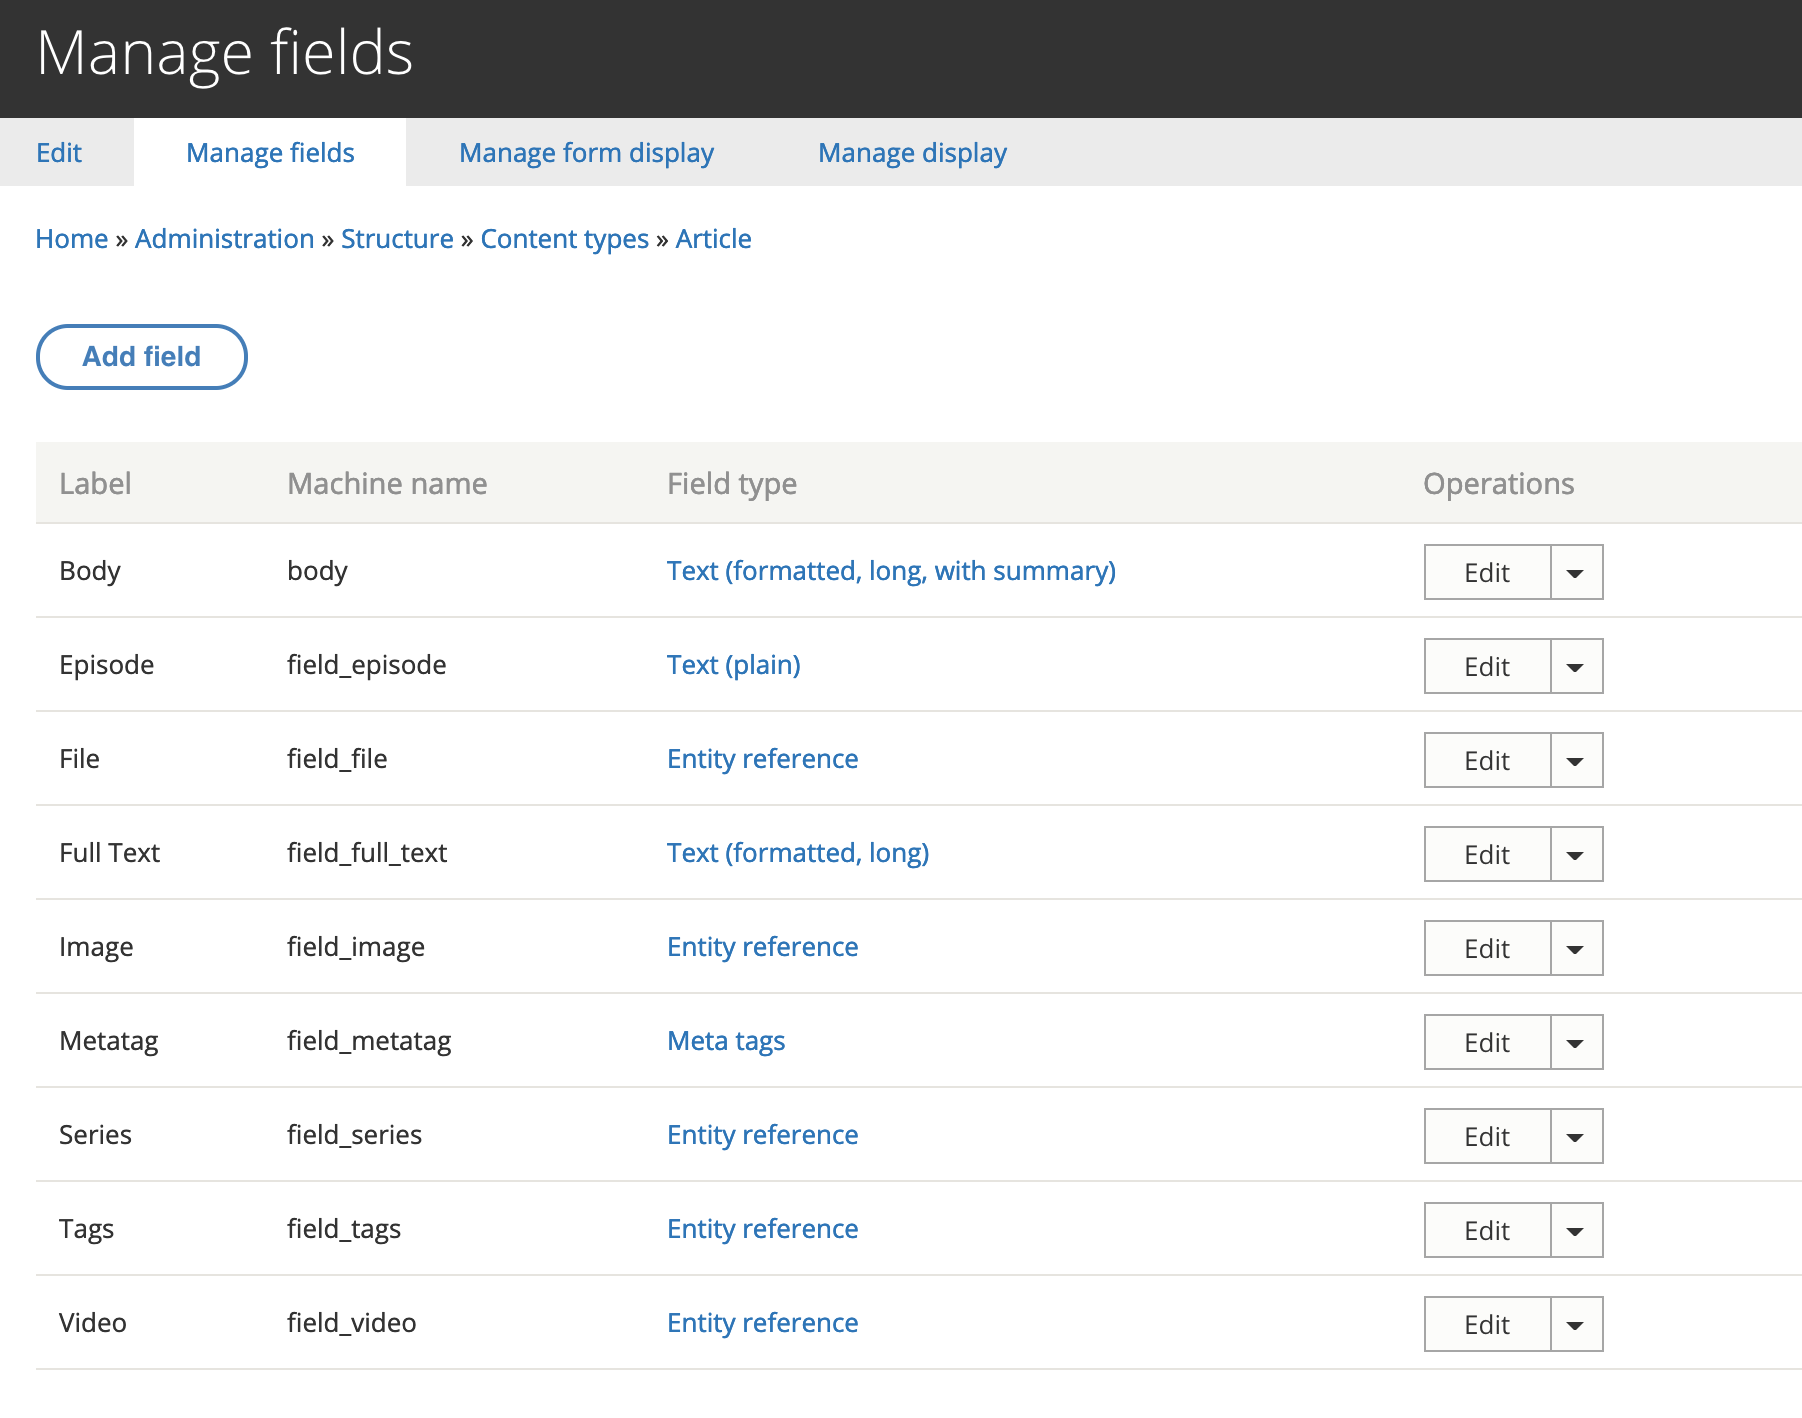 Manage fields
Edit Manage fields Manage form display Manage display
Home » Administration » Structure » Content types » Article
Add field
Label Machine name Field type Operations
Body body Text (formatted, long, with summary) Edit
Episode field_episode Text (plain) Edit
File field_file Entity reference Edit
Full Text field_full_text Text (formatted, long) Edit
Image field_image Entity reference Edit
Metatag field_metatag Meta tags Edit
Series field_series Entity reference Edit
Tags field_tags Entity reference Edit
Video field_video Entity reference Edit